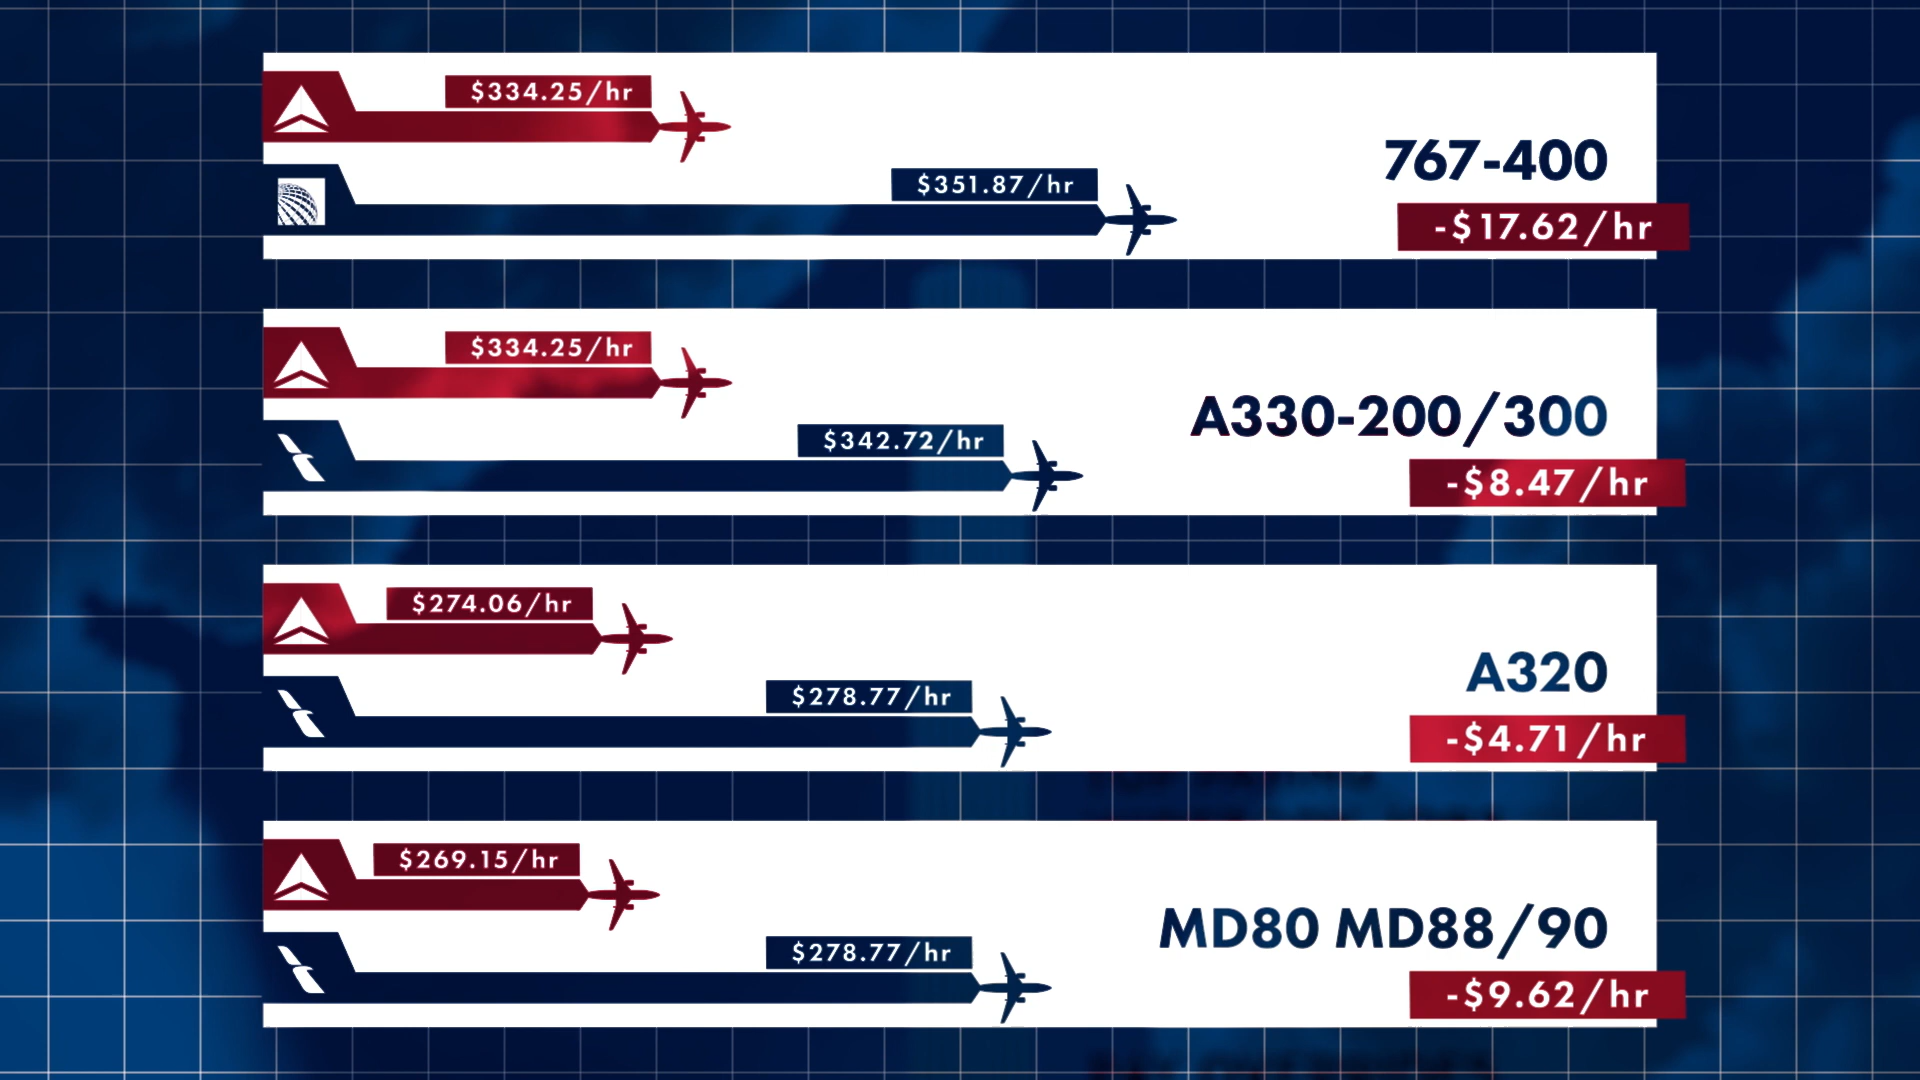 $334.25/hr
$351.87/hr
767-400
-$17.62/hr
$334.25/hr
$342.72/hr
A330-200/300
-$8.47/hr
$274.06/hr
$278.77/hr
A320
-$4.71/hr
$269.15/hr
$278.77/hr
MD80 MD88/90
-$9.62/hr